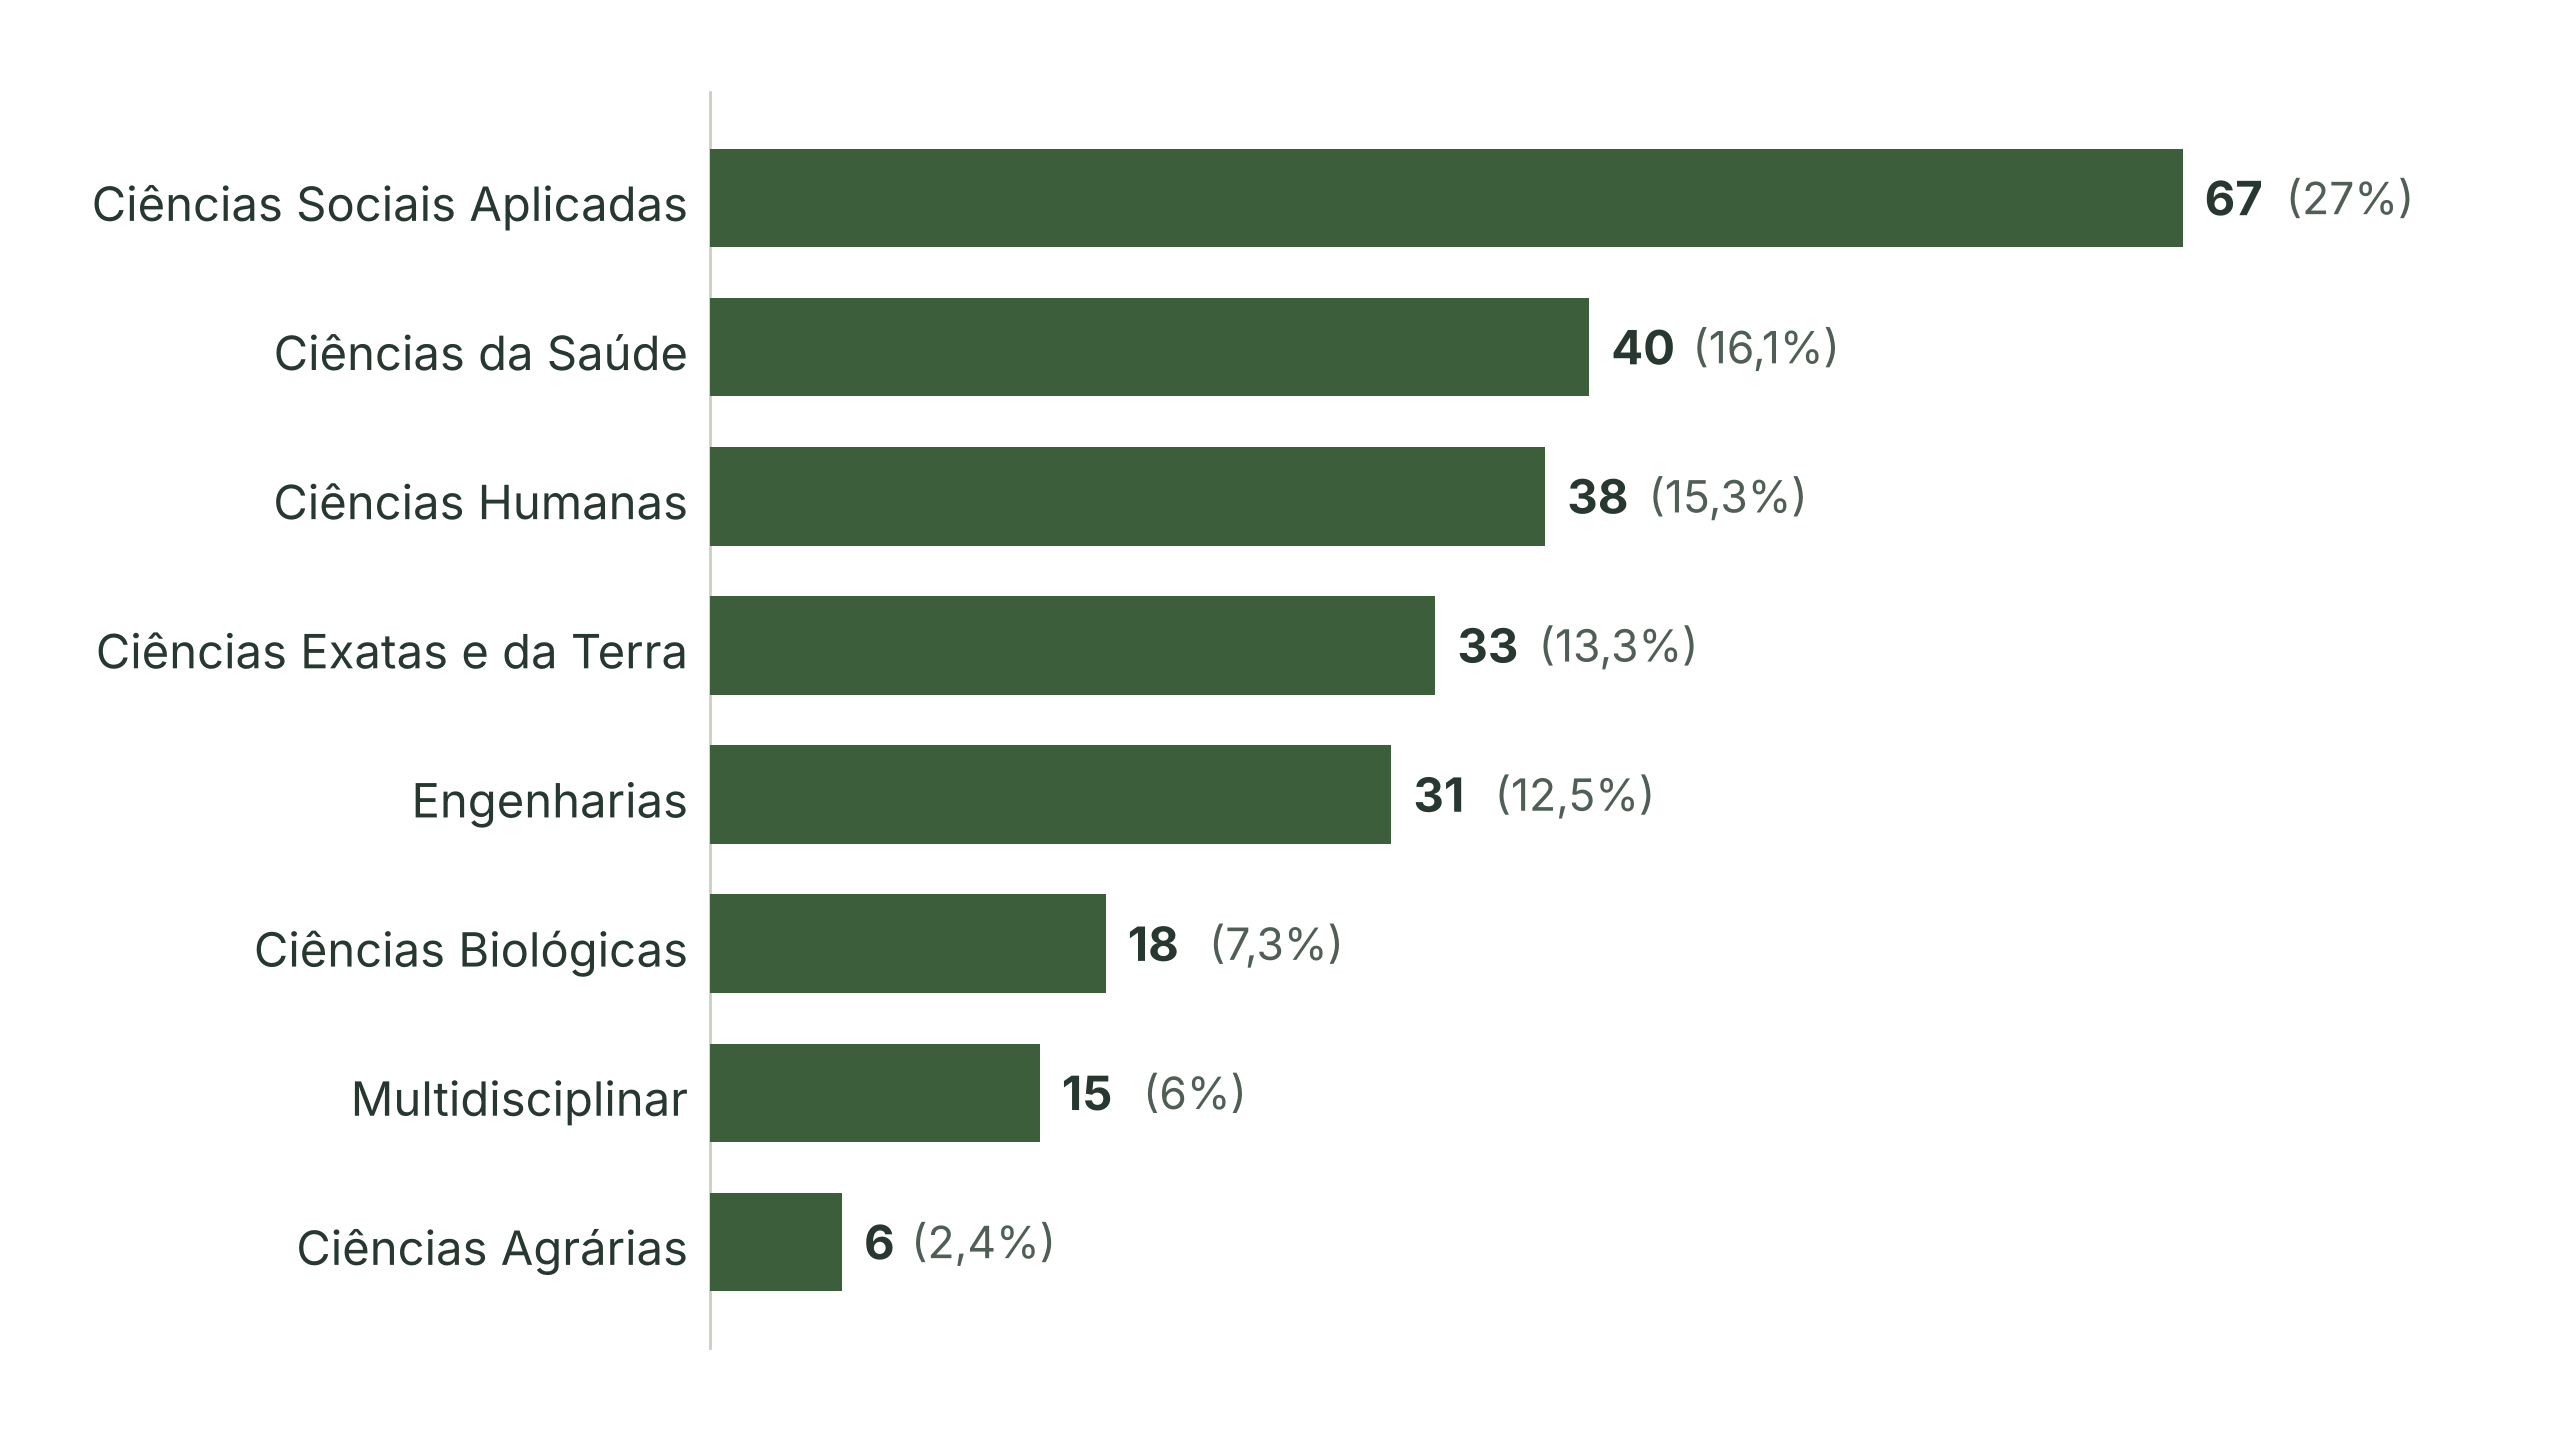 Ciências Sociais Aplicadas 67 (27%)
Ciências da Saúde 40 (16,1%)
Ciências Humanas 38 (15,3%)
Ciências Exatas e da Terra 33 (13,3%)
Engenharias 31 (12,5%)
Ciências Biológicas 18 (7,3%)
Multidisciplinar 15 (6%)
Ciências Agrárias 6 (2,4%)